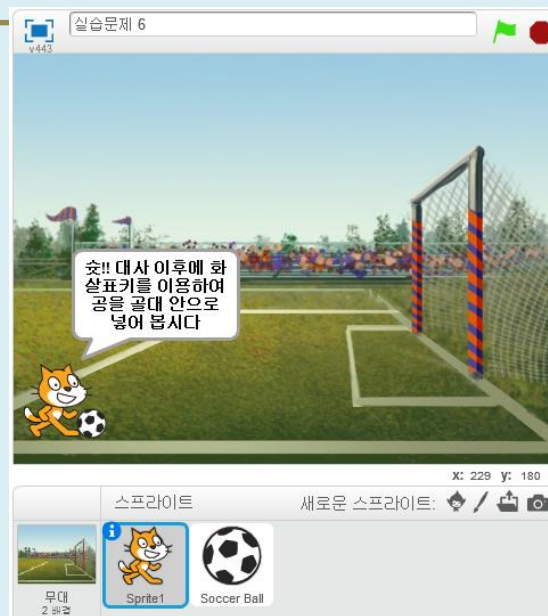 실습문제 6
v443
슛!! 대사 이후에 화
살표키를 이용하여
공을 골대 안으로
넣어 봅시다
x: 229 y: 180
스프라이트 새로운 스프라이트:
무대
2 배경
Sprite1
Soccer Ball